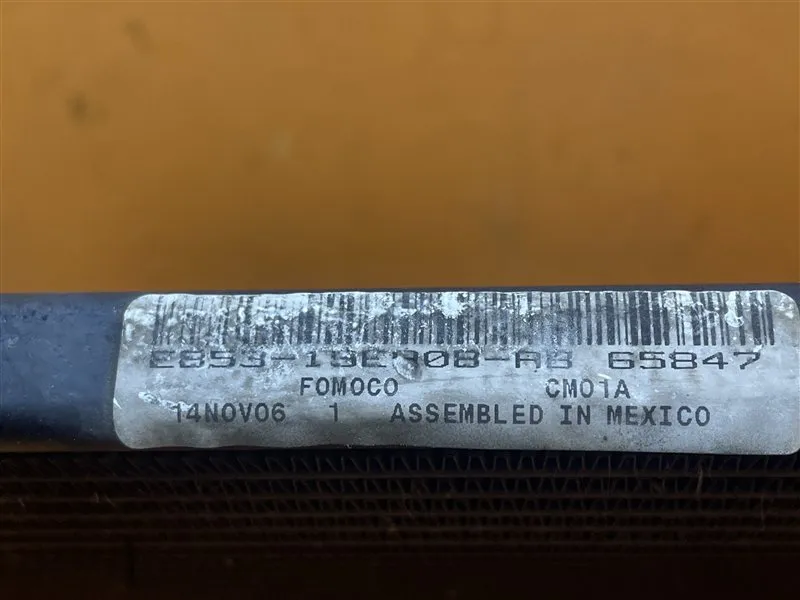 65847
FOMOCO CM01A
14NOV06 1 ASSEMBLED IN MEXICO